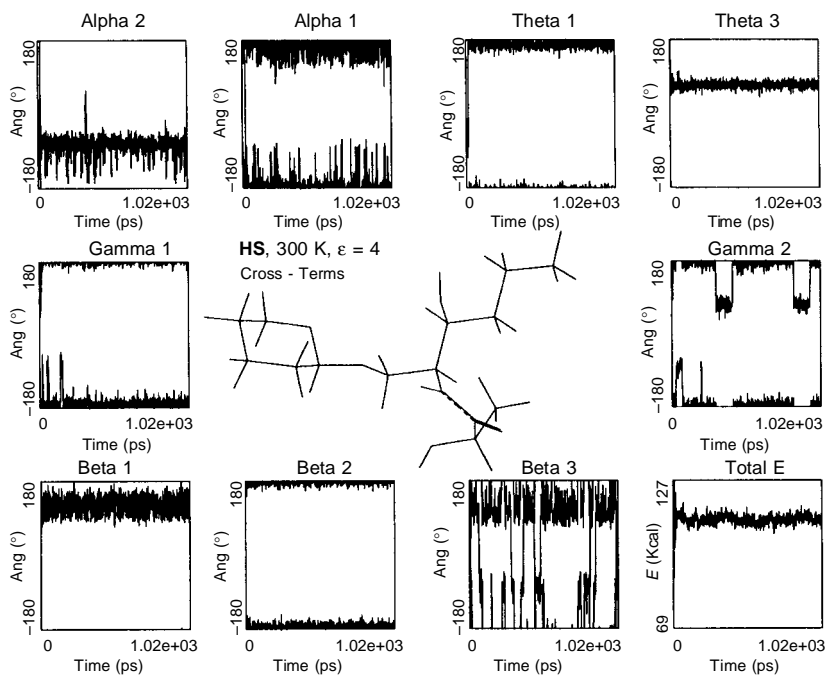 Alpha 2
180
Ang (°)
−180
0
1.02e+03
Time (ps)
Alpha 1
180
Ang (°)
−180
0
1.02e+03
Time (ps)
Theta 1
180
Ang (°)
−180
0
1.02e+03
Time (ps)
Theta 3
180
Ang (°)
−180
0
1.02e+03
Time (ps)
Gamma 1
180
Ang (°)
−180
0
1.02e+03
Time (ps)
HS, 300 K, ε = 4
Cross - Terms
Gamma 2
180
Ang (°)
−180
0
1.02e+03
Time (ps)
Beta 1
180
Ang (°)
−180
0
1.02e+03
Time (ps)
Beta 2
180
Ang (°)
−180
0
1.02e+03
Time (ps)
Beta 3
180
Ang (°)
−180
0
1.02e+03
Time (ps)
Total E
127
E (Kcal)
69
0
1.02e+03
Time (ps)